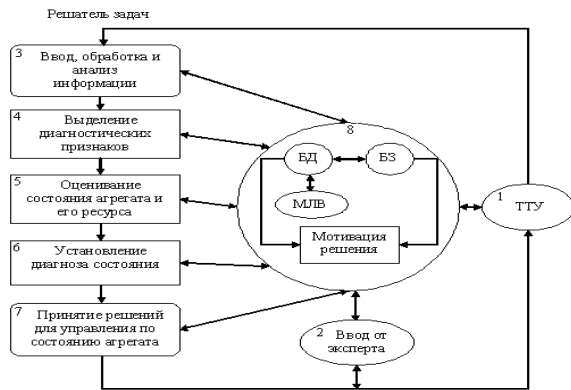 Решатель задач
3
Ввод, обработка и
анализ
информации
4
Выделение
диагностических
признаков
5
Оценивание
состояния агрегата и
его ресурса
6
Установление
диагноза состояния
7
Принятие решений
для управления по
состоянию агрегата
8
БД
БЗ
МЛВ
Мотивация
решения
1
ТТУ
2
Ввод от
эксперта